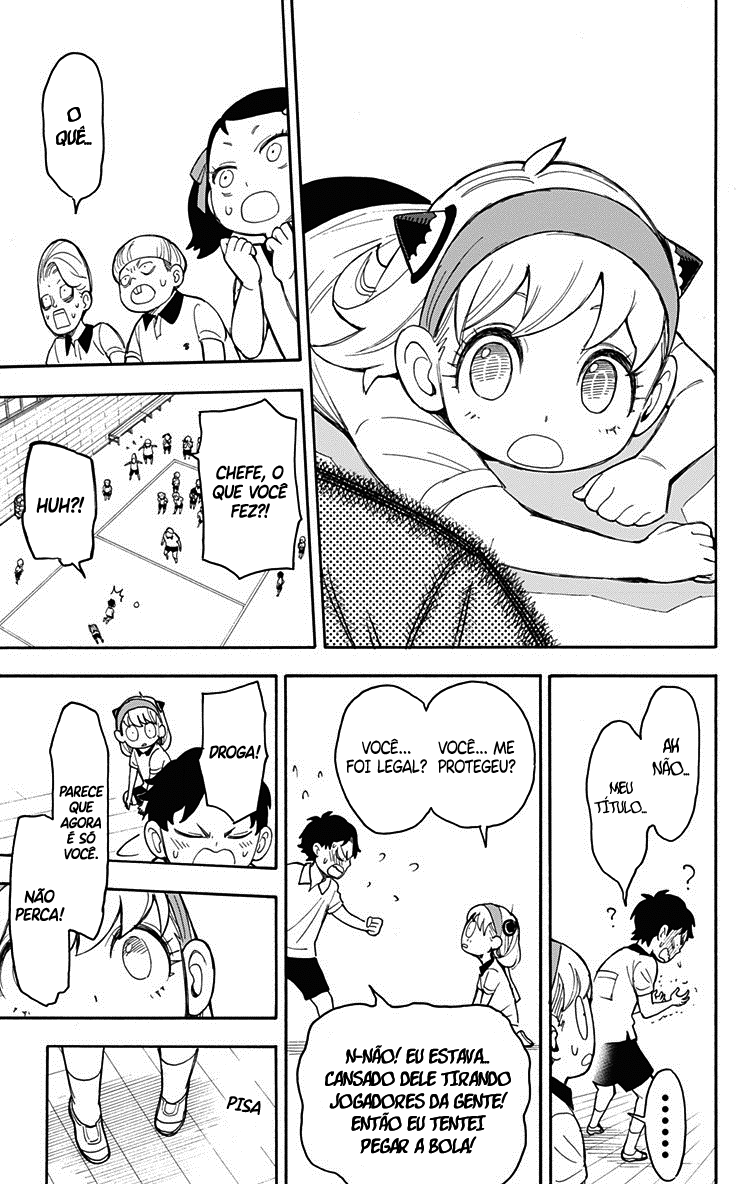 O
QUÊ..
CHEFE, O
QUE VOCÊ
FEZ?!
HUH?!
AH
NÃO..
MEU
TÍTULO..
?
?
.....
VOCÊ... ME
PROTEGEU?
VOCÊ...
FOI LEGAL?
N-NÃO! EU ESTAVA..
CANSADO DELE TIRANDO
JOGADORES DA GENTE!
ENTÃO EU TENTEI
PEGAR A BOLA!
DROGA!
PARECE
QUE
AGORA
É SÓ
VOCÊ.
NÃO
PERCA!
PISA